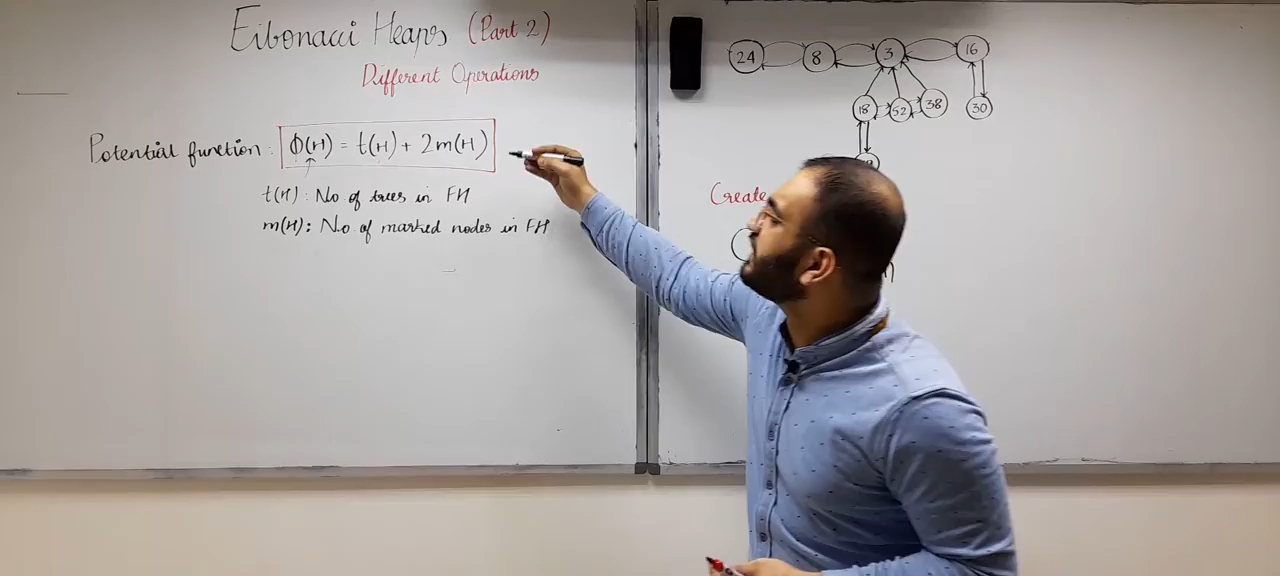 Fibonacci Heaps (Part 2)
Different Operations
Potential function: Φ(H) = t(H) + 2m(H)
t(H): No of trees in FH
m(H): No of marked nodes in FH
24 8 3 16
18 52 38 30
Create